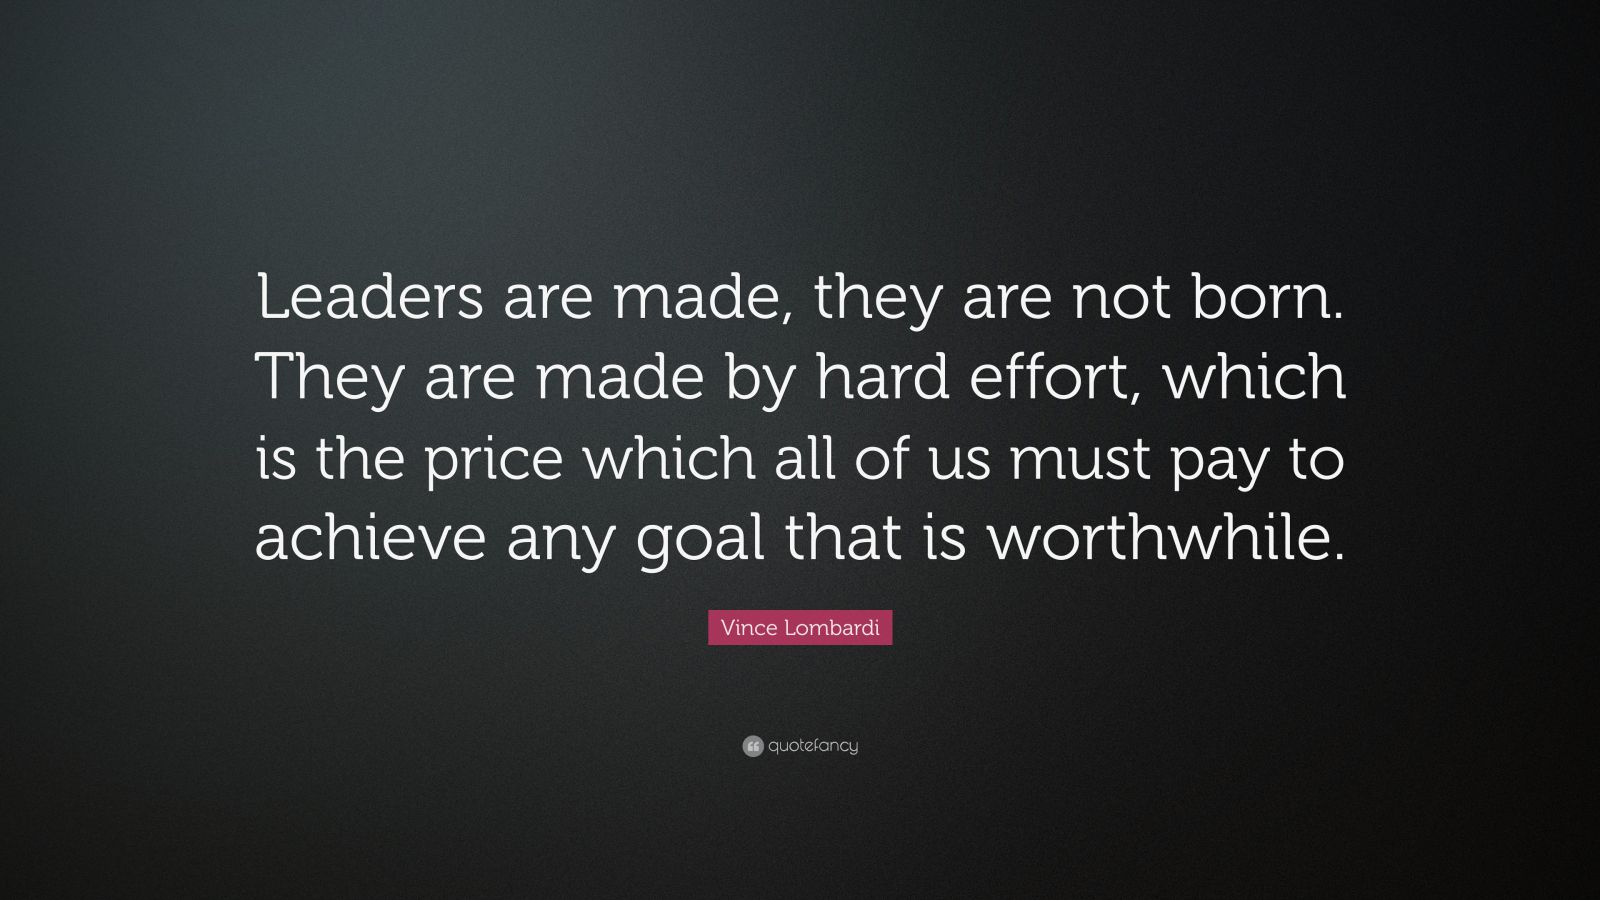 Leaders are made, they are not born.
They are made by hard effort, which
is the price which all of us must pay to
achieve any goal that is worthwhile.
Vince Lombardi
quotefancy